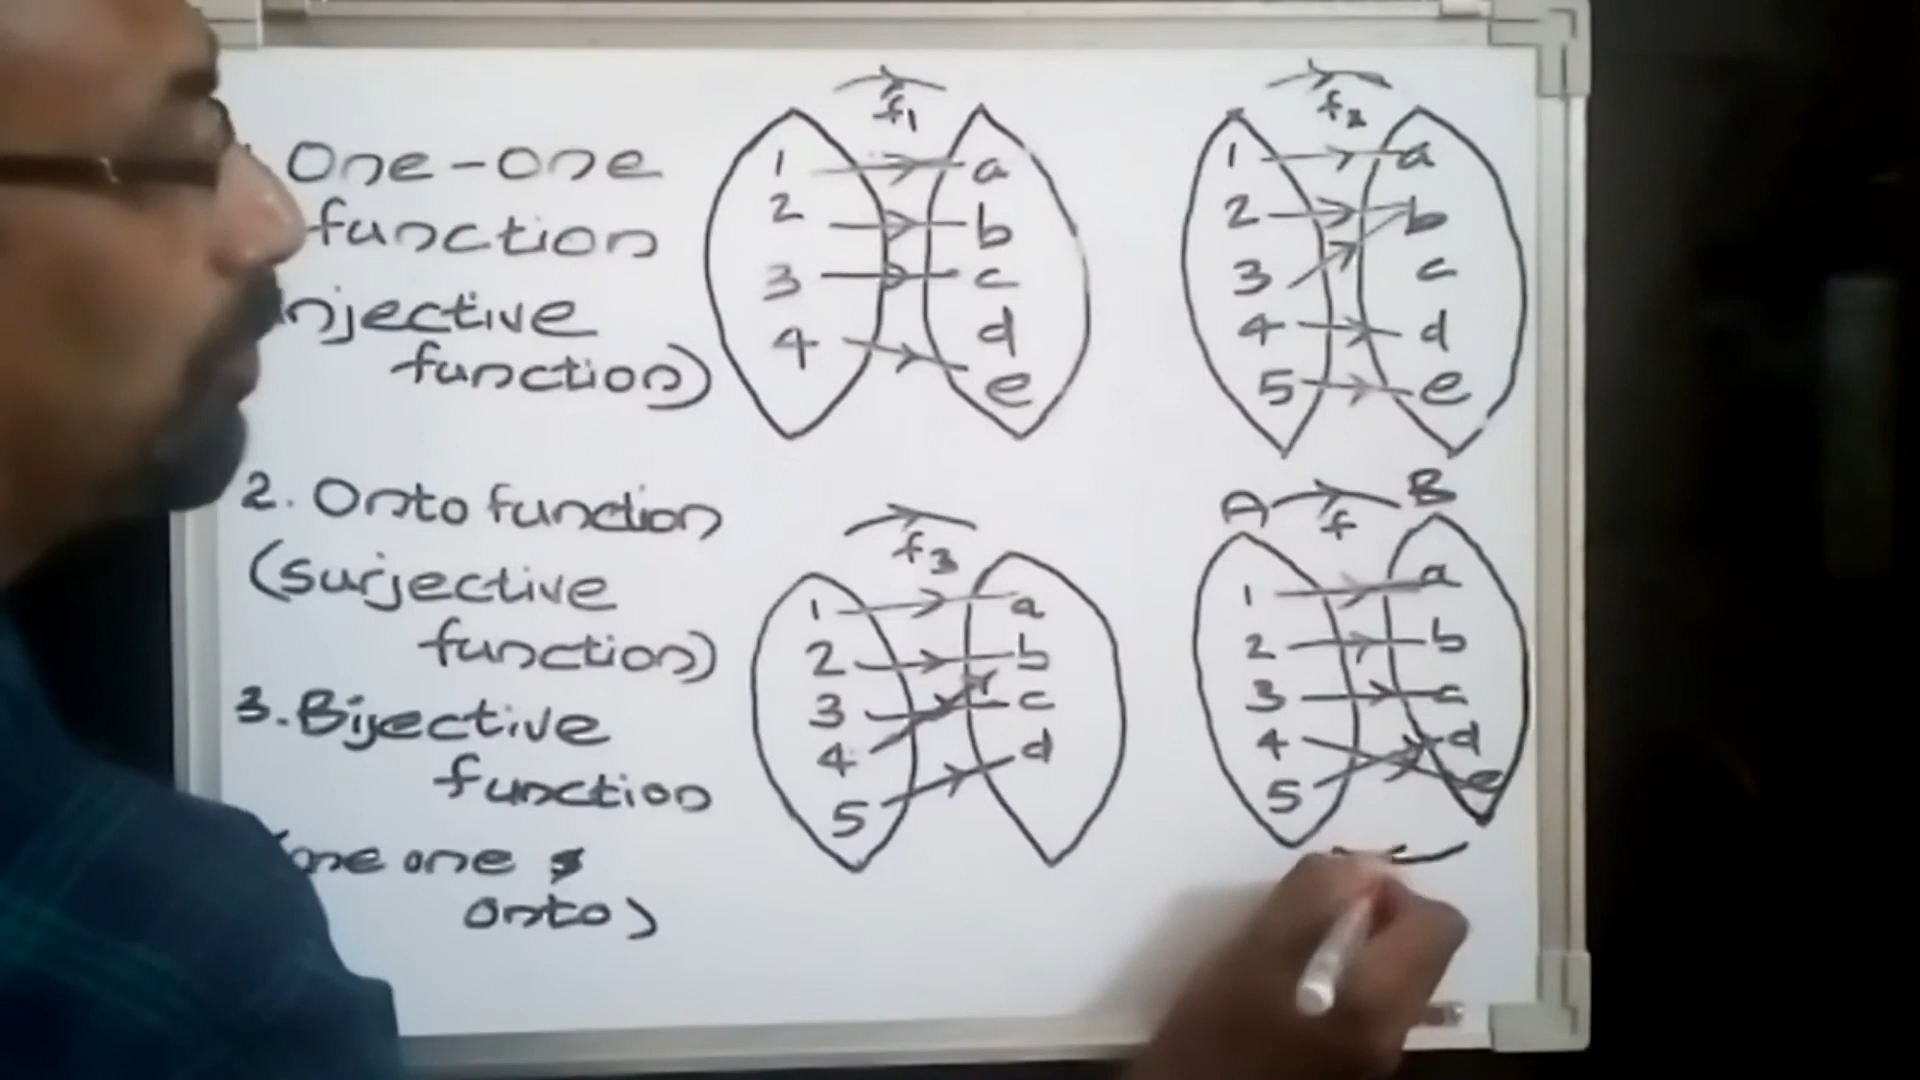 One-one
function
njective
function)
2. Onto function
(surjective
function)
3. Bijective
function
one one &
onto)
f1
1 a
2 b
3 c
4 d
e
f2
1 a
2 b
3 c
4 d
5 e
f3
1 a
2 b
3 c
4 d
5
A f B
1 a
2 b
3 c
4 d
5 e